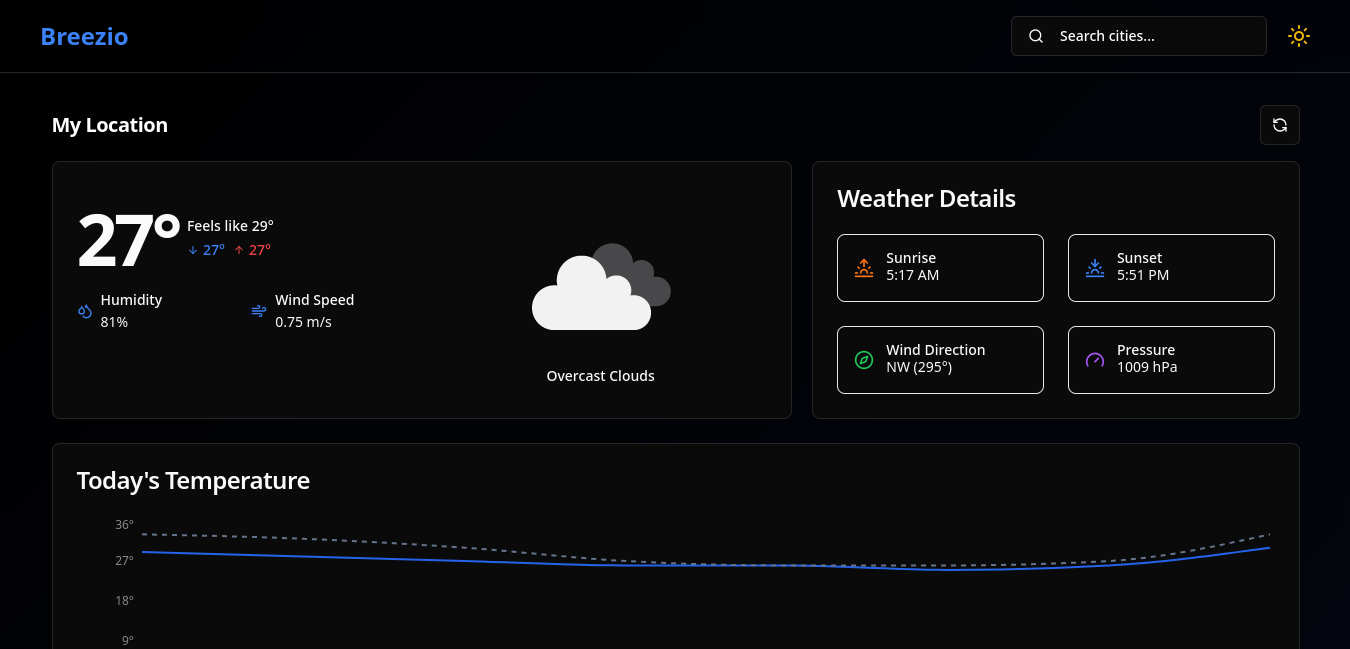 Breezio
Search cities...
My Location
27°
Feels like 29°
27° 27°
Humidity
81%
Wind Speed
0.75 m/s
Overcast Clouds
Weather Details
Sunrise
5:17 AM
Sunset
5:51 PM
Wind Direction
NW (295°)
Pressure
1009 hPa
Today's Temperature
36°
27°
18°
9°